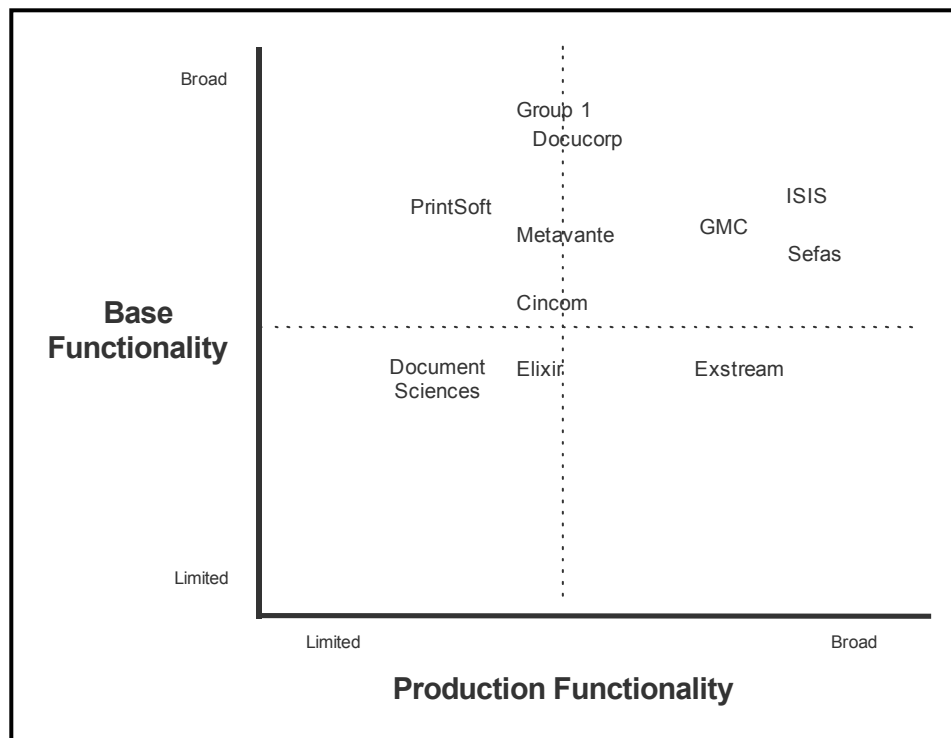 Broad
Group 1
Docucorp
ISIS
PrintSoft
GMC
Metavante
Sefas
Cincom
Base
Functionality
Document
Sciences
Elixir
Exstream
Limited
Limited
Broad
Production Functionality